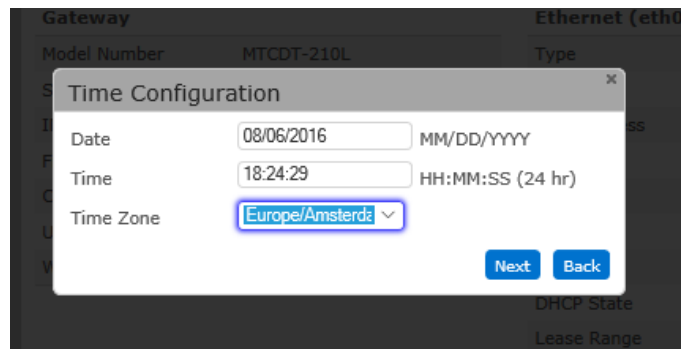 Gateway
Ethernet (eth0
Model Number MTCDT-210L
Type
Time Configuration
Date 08/06/2016 MM/DD/YYYY
Time 18:24:29 HH:MM:SS (24 hr)
Time Zone Europe/Amsterda
Next Back
DHCP State
Lease Range